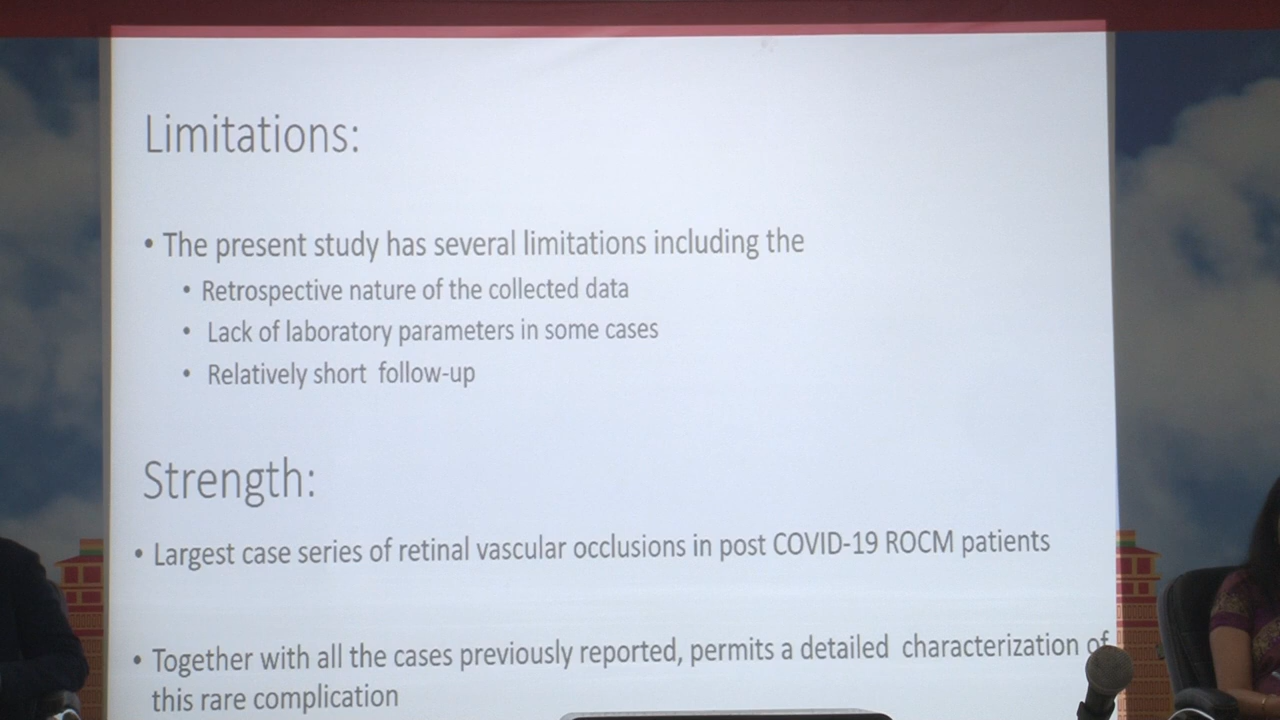 Limitations:
• The present study has several limitations including the
• Retrospective nature of the collected data
• Lack of laboratory parameters in some cases
• Relatively short follow-up
Strength:
• Largest case series of retinal vascular occlusions in post COVID-19 ROCM patients
• Together with all the cases previously reported, permits a detailed characterization of
this rare complication